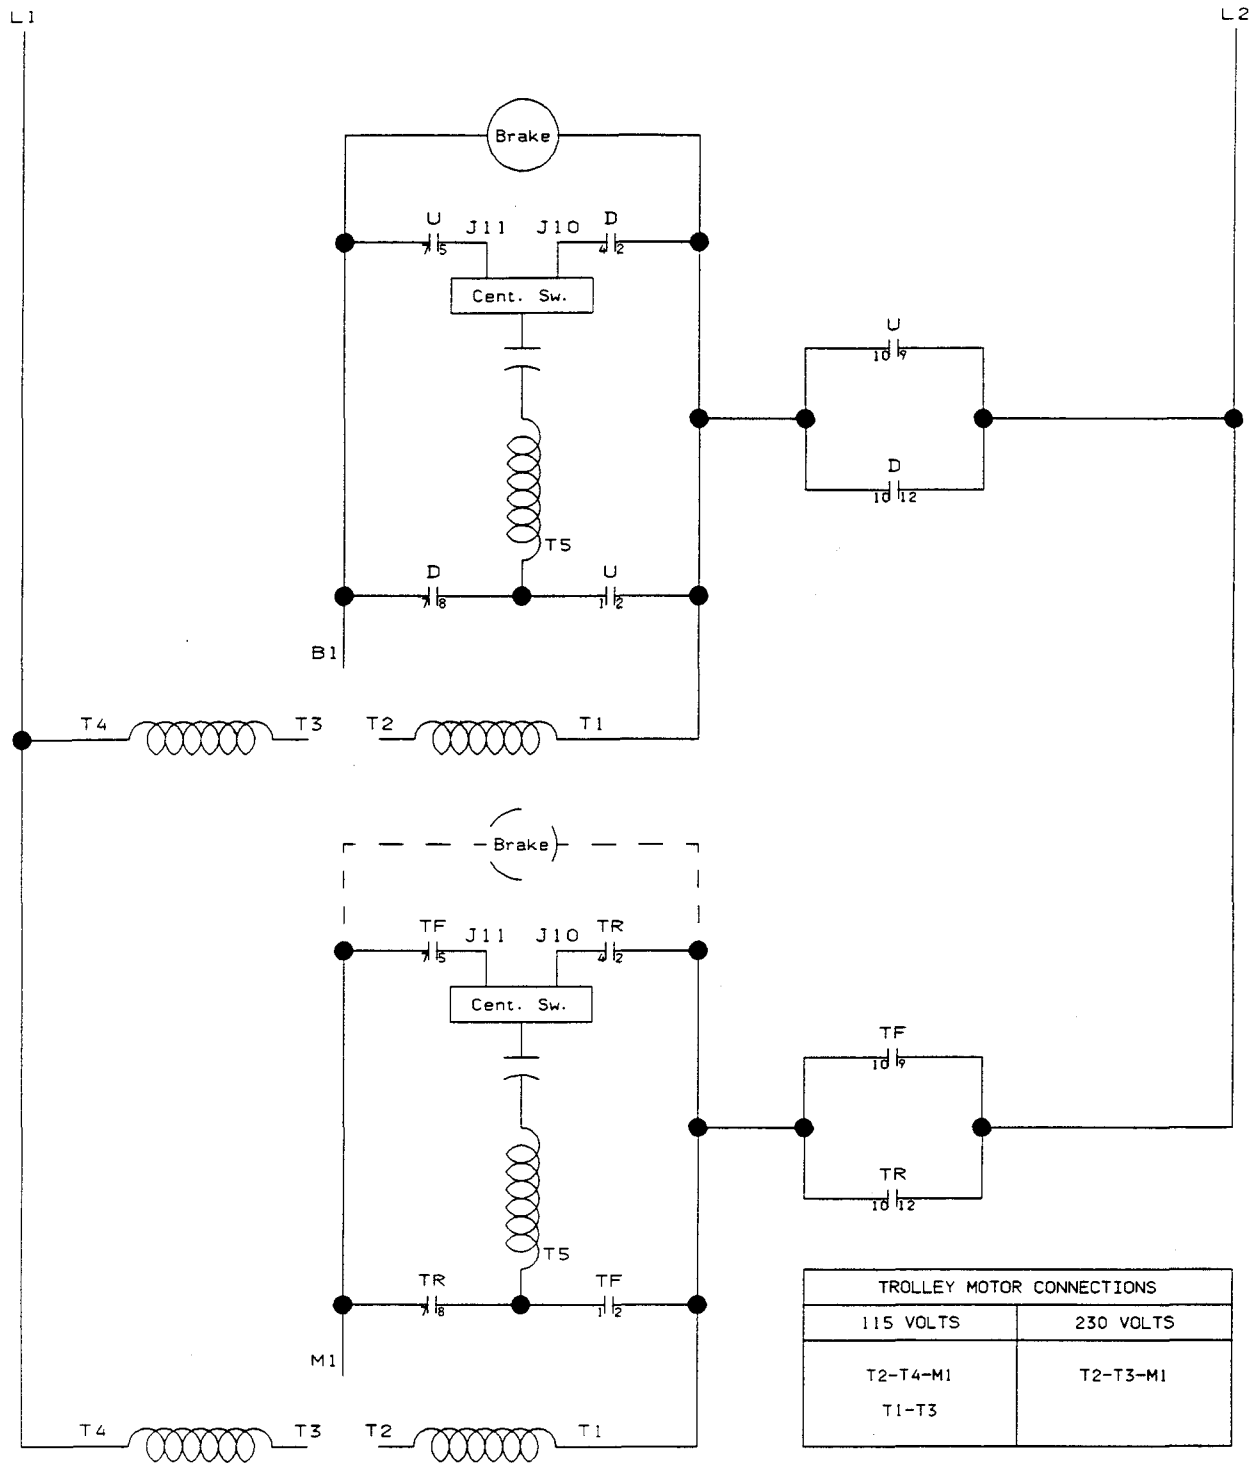 L1 L2
Brake
U J11 J10 D
7 5 4 2
Cent. Sw.
U
10 9
D
10 12
T5
D U
7 8 1 2
B1
T4 T3 T2 T1
Brake
TF J11 J10 TR
7 5 4 2
Cent. Sw.
TF
10 9
TR
10 12
T5
TR TF
7 8 1 2
M1
T4 T3 T2 T1
TROLLEY MOTOR CONNECTIONS
115 VOLTS 230 VOLTS
T2-T4-M1 T2-T3-M1
T1-T3